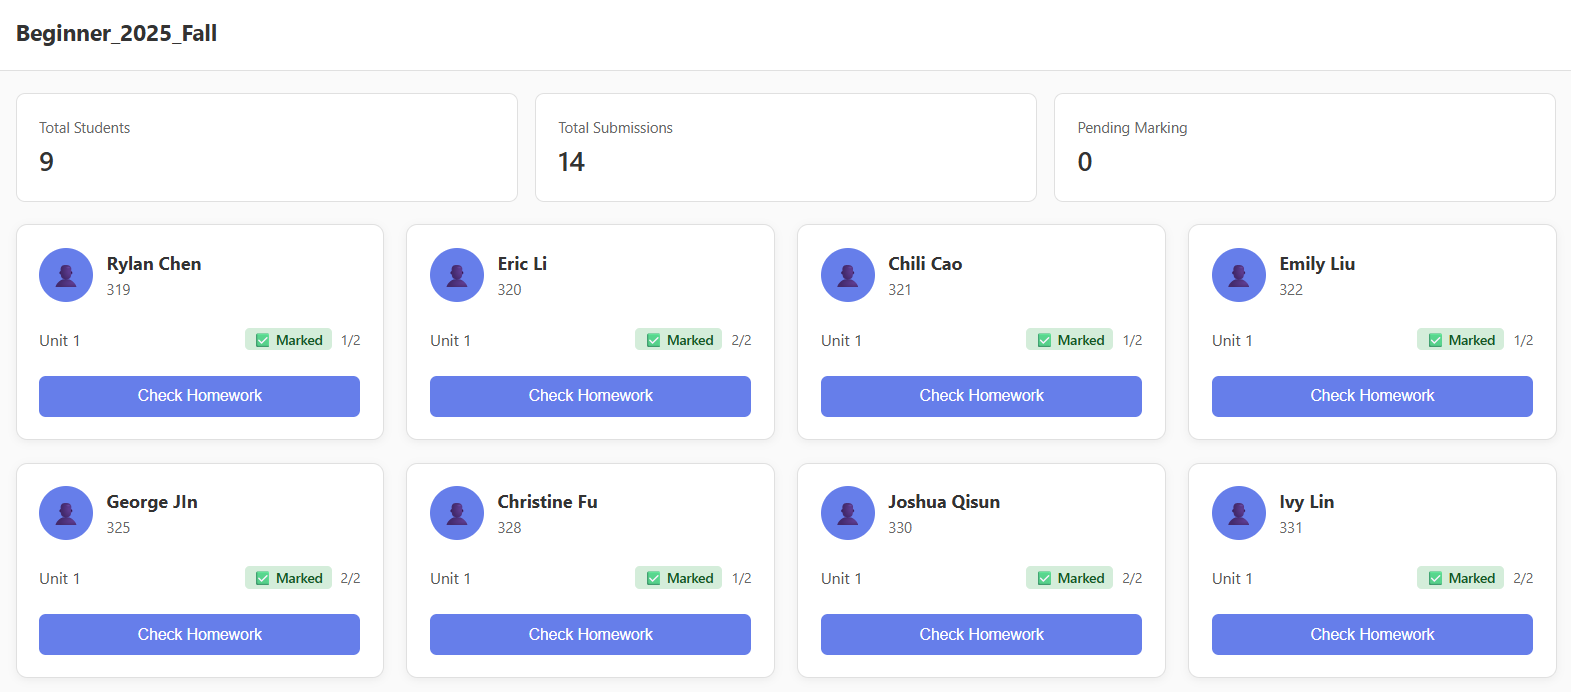 Beginner_2025_Fall
Total Students
9
Total Submissions
14
Pending Marking
0
Rylan Chen
319
Unit 1 ✅ Marked 1/2
Check Homework
Eric Li
320
Unit 1 ✅ Marked 2/2
Check Homework
Chili Cao
321
Unit 1 ✅ Marked 1/2
Check Homework
Emily Liu
322
Unit 1 ✅ Marked 1/2
Check Homework
George JIn
325
Unit 1 ✅ Marked 2/2
Check Homework
Christine Fu
328
Unit 1 ✅ Marked 1/2
Check Homework
Joshua Qisun
330
Unit 1 ✅ Marked 2/2
Check Homework
Ivy Lin
331
Unit 1 ✅ Marked 2/2
Check Homework